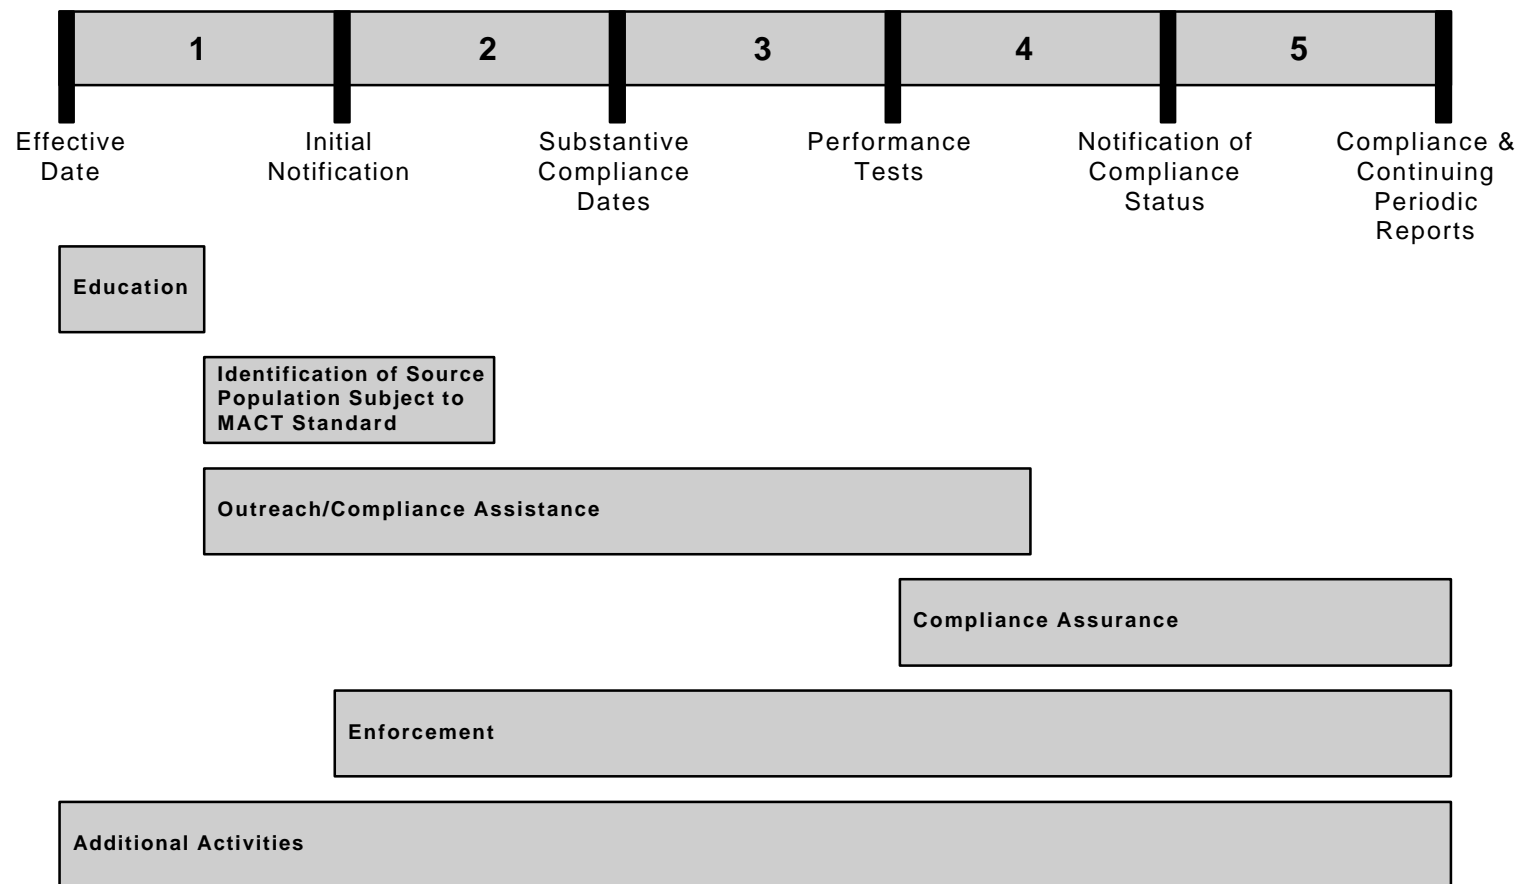 1 2 3 4 5
Effective
Date
Initial
Notification
Substantive
Compliance
Dates
Performance
Tests
Notification of
Compliance
Status
Compliance &
Continuing
Periodic
Reports
Education
Identification of Source
Population Subject to
MACT Standard
Outreach/Compliance Assistance
Compliance Assurance
Enforcement
Additional Activities